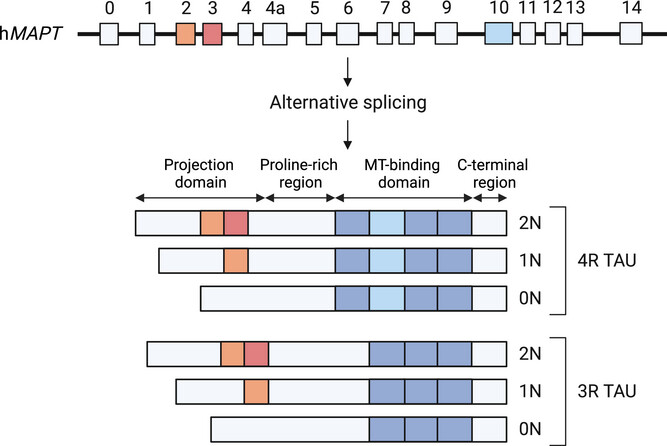 0 1 2 3 4 4a 5 6 7 8 9 10 11 12 13 14
hMAPT
Alternative splicing
Projection domain
Proline-rich region
MT-binding domain
C-terminal region
2N
1N
0N
4R TAU
2N
1N
0N
3R TAU